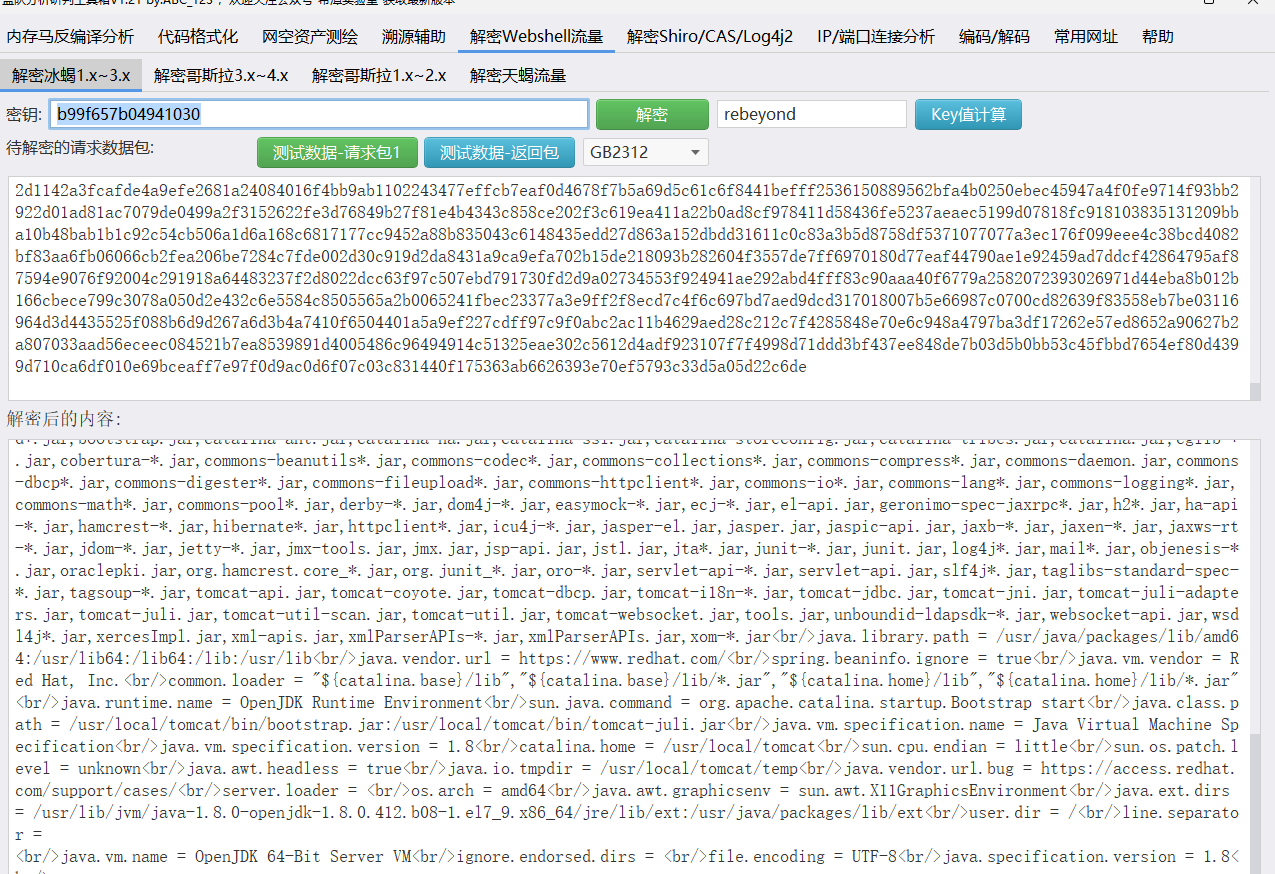 内存马反编译分析 代码格式化 网空资产测绘 溯源辅助 解密Webshell流量 解密Shiro/CAS/Log4j2 IP/端口连接分析 编码/解码 常用网址 帮助
解密冰蝎1.x~3.x 解密哥斯拉3.x~4.x 解密哥斯拉1.x~2.x 解密天蝎流量
密钥: b99f657b04941030 解密 rebeyond Key值计算
待解密的请求数据包: 测试数据-请求包1 测试数据-返回包 GB2312
2d1142a3fcafde4a9efe2681a24084016f4bb9ab1102243477effcb7eaf0d4678f7b5a69d5c61c6f8441befff2536150889562bfa4b0250ebec45947a4f0fe9714f93bb2
922d01ad81ac7079de0499a2f3152622fe3d76849b27f81e4b4343c858ce202f3c619ea411a22b0ad8cf978411d58436fe5237aeaec5199d07818fc918103835131209bb
a10b48bab1b1c92c54cb506a1d6a168c6817177cc9452a88b835043c6148435edd27d863a152dbdd31611c0c83a3b5d8758df5371077077a3ec176f099eee4c38bcd4082
bf83aa6fb06066cb2fea206be7284c7fde002d30c919d2da8431a9ca9efa702b15de218093b282604f3557de7ff6970180d77eaf44790ae1e92459ad7ddcf42864795af8
7594e9076f92004c291918a64483237f2d8022dcc63f97c507ebd791730fd2d9a02734553f924941ae292abd4fff83c90aaa40f6779a2582072393026971d44eba8b012b
166cbece799c3078a050d2e432c6e5584c8505565a2b0065241fbec23377a3e9ff2f8ecd7c4f6c697bd7aed9dcd317018007b5e66987c0700cd82639f83558eb7be03116
964d3d4435525f088b6d9d267a6d3b4a7410f6504401a5a9ef227cdff97c9f0abc2ac11b4629aed28c212c7f4285848e70e6c948a4797ba3df17262e57ed8652a90627b2
a807033aad56eceec084521b7ea8539891d4005486c96494914c51325eae302c5612d4adf923107f7f4998d71ddd3bf437ee848de7b03d5b0bb53c45fbbd7654ef80d439
9d710ca6df010e69bceaff7e97f0d9ac0d6f07c03c831440f175363ab6626393e70ef5793c33d5a05d22c6de
解密后的内容:
.jar,cobertura-*.jar,commons-beanutils*.jar,commons-codec*.jar,commons-collections*.jar,commons-compress*.jar,commons-daemon.jar,commons
-dbcp*.jar,commons-digester*.jar,commons-fileupload*.jar,commons-httpclient*.jar,commons-io*.jar,commons-lang*.jar,commons-logging*.jar,
commons-math*.jar,commons-pool*.jar,derby-*.jar,dom4j-*.jar,easymock-*.jar,ecj-*.jar,el-api.jar,geronimo-spec-jaxrpc*.jar,h2*.jar,ha-api
-*.jar,hamcrest-*.jar,hibernate*.jar,httpclient*.jar,icu4j-*.jar,jasper-el.jar,jasper.jar,jaspic-api.jar,jaxb-*.jar,jaxen-*.jar,jaxws-rt
-*.jar,jdom-*.jar,jetty-*.jar,jmx-tools.jar,jmx.jar,jsp-api.jar,jstl.jar,jta*.jar,junit-*.jar,junit.jar,log4j*.jar,mail*.jar,objenesis-*
.jar,oraclepki.jar,org.hamcrest.core_*.jar,org.junit_*.jar,oro-*.jar,servlet-api-*.jar,servlet-api.jar,slf4j*.jar,taglibs-standard-spec-
*.jar,tagsoup-*.jar,tomcat-api.jar,tomcat-coyote.jar,tomcat-dbcp.jar,tomcat-i18n-*.jar,tomcat-jdbc.jar,tomcat-jni.jar,tomcat-juli-adapte
rs.jar,tomcat-juli.jar,tomcat-util-scan.jar,tomcat-util.jar,tomcat-websocket.jar,tools.jar,unboundid-ldapsdk-*.jar,websocket-api.jar,wsd
l4j*.jar,xercesImpl.jar,xml-apis.jar,xmlParserAPIs-*.jar,xmlParserAPIs.jar,xom-*.jar<br/>java.library.path = /usr/java/packages/lib/amd6
4:/usr/lib64:/lib64:/lib:/usr/lib<br/>java.vendor.url = https://www.redhat.com/<br/>spring.beaninfo.ignore = true<br/>java.vm.vendor = R
ed Hat, Inc.<br/>common.loader = "${catalina.base}/lib","${catalina.base}/lib/*.jar","${catalina.home}/lib","${catalina.home}/lib/*.jar"
<br/>java.runtime.name = OpenJDK Runtime Environment<br/>sun.java.command = org.apache.catalina.startup.Bootstrap start<br/>java.class.p
ath = /usr/local/tomcat/bin/bootstrap.jar:/usr/local/tomcat/bin/tomcat-juli.jar<br/>java.vm.specification.name = Java Virtual Machine Sp
ecification<br/>java.vm.specification.version = 1.8<br/>catalina.home = /usr/local/tomcat<br/>sun.cpu.endian = little<br/>sun.os.patch.l
evel = unknown<br/>java.awt.headless = true<br/>java.io.tmpdir = /usr/local/tomcat/temp<br/>java.vendor.url.bug = https://access.redhat.
com/support/cases/<br/>server.loader = <br/>os.arch = amd64<br/>java.awt.graphicsenv = sun.awt.X11GraphicsEnvironment<br/>java.ext.dirs
= /usr/lib/jvm/java-1.8.0-openjdk-1.8.0.412.b08-1.el7_9.x86_64/jre/lib/ext:/usr/java/packages/lib/ext<br/>user.dir = /<br/>line.separato
r =
<br/>java.vm.name = OpenJDK 64-Bit Server VM<br/>ignore.endorsed.dirs = <br/>file.encoding = UTF-8<br/>java.specification.version = 1.8<